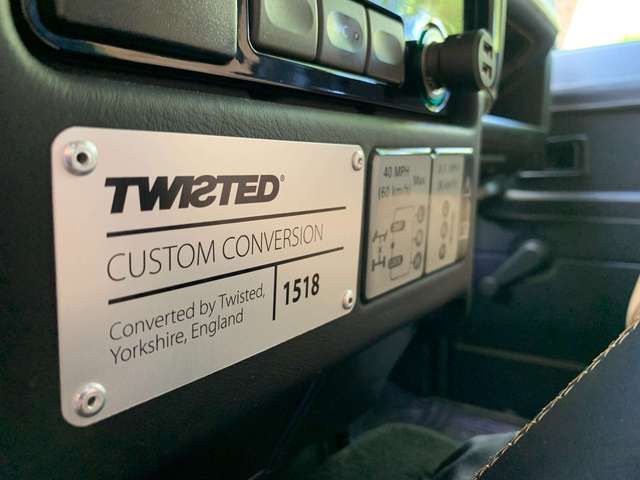 TWISTED®
CUSTOM CONVERSION
Converted by Twisted,
Yorkshire, England
1518
40 MPH
(60 km/h) Max